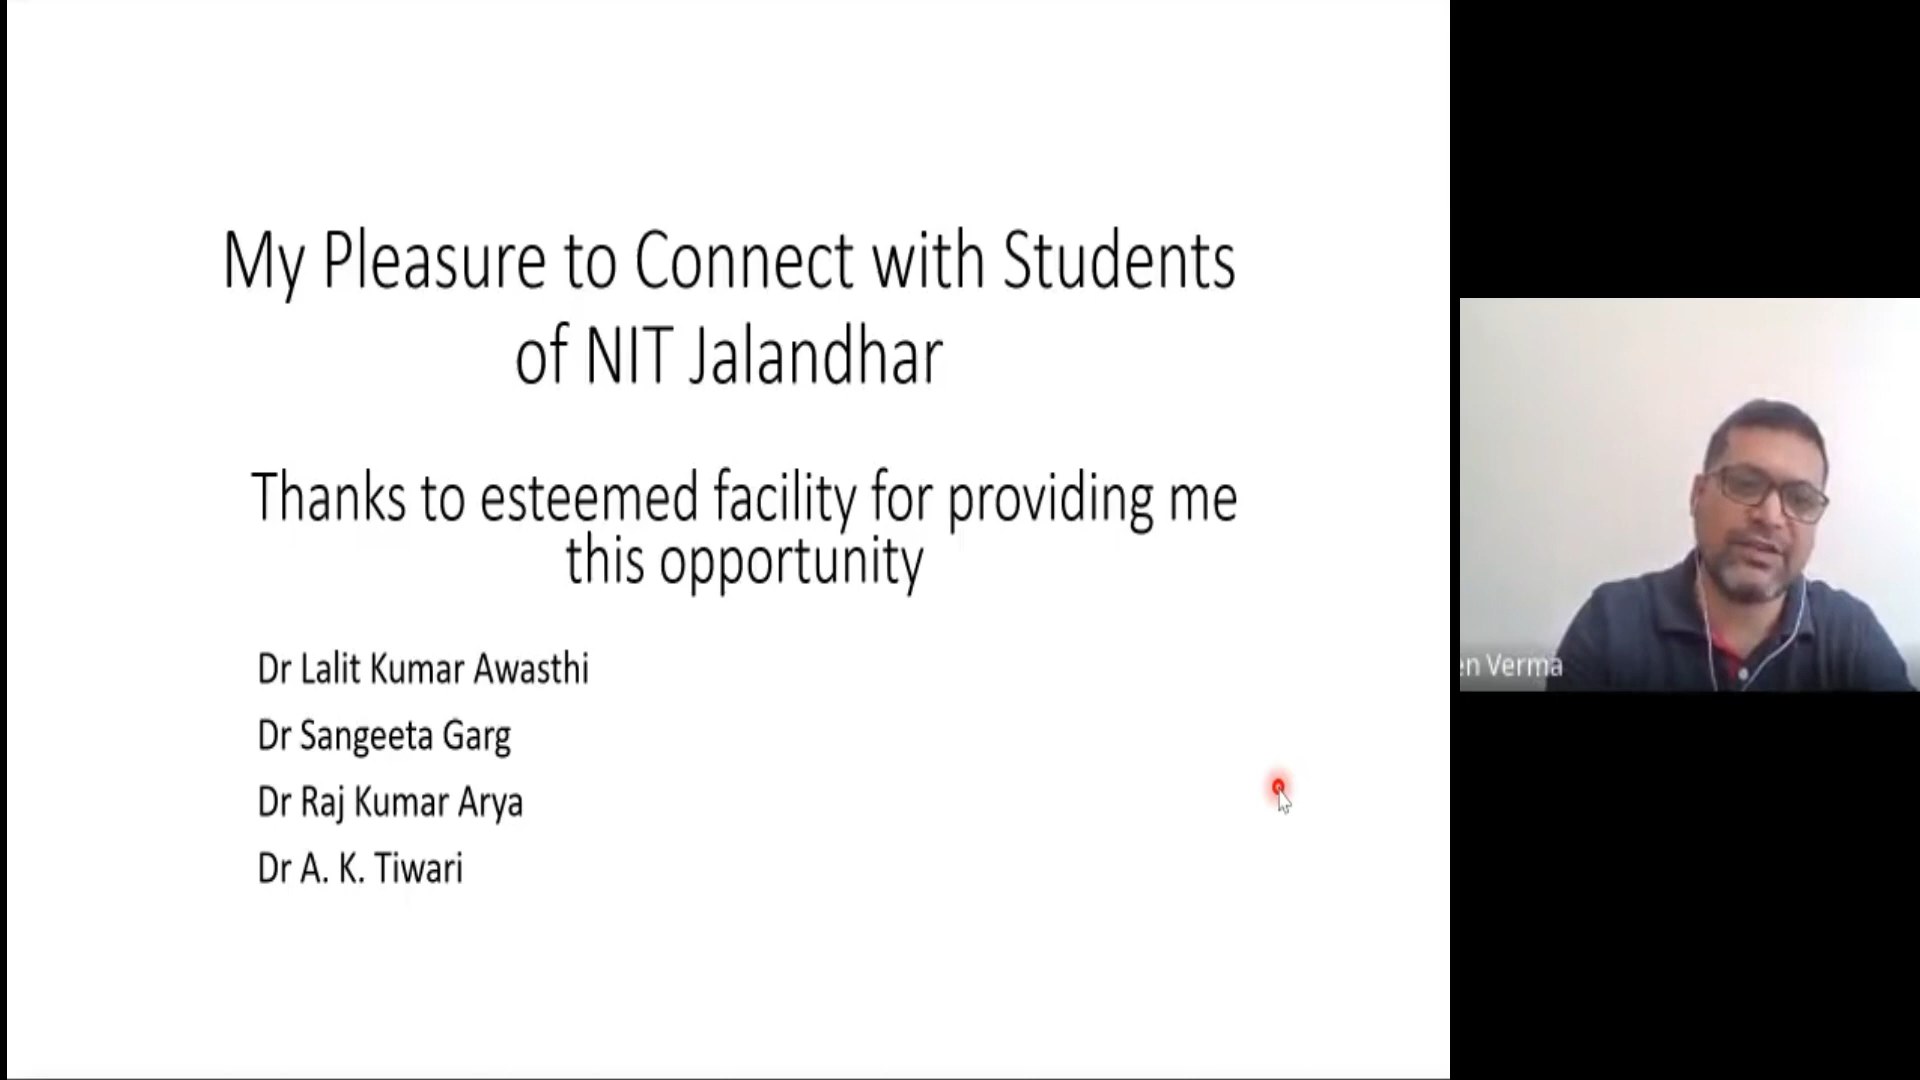 My Pleasure to Connect with Students
of NIT Jalandhar
Thanks to esteemed facility for providing me
this opportunity
Dr Lalit Kumar Awasthi
Dr Sangeeta Garg
Dr Raj Kumar Arya
Dr A. K. Tiwari
en Verma